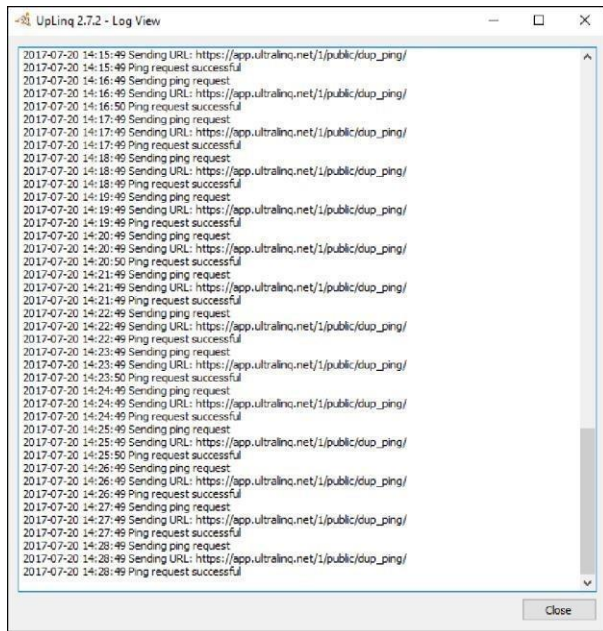 UpLinq 2.7.2 - Log View
2017-07-20 14:15:49 Sending URL: https://app.ultralinq.net/1/public/dup_ping/
2017-07-20 14:15:49 Ping request successful
2017-07-20 14:16:49 Sending ping request
2017-07-20 14:16:49 Sending URL: https://app.ultralinq.net/1/public/dup_ping/
2017-07-20 14:16:50 Ping request successful
2017-07-20 14:17:49 Sending ping request
2017-07-20 14:17:49 Sending URL: https://app.ultralinq.net/1/public/dup_ping/
2017-07-20 14:17:49 Ping request successful
2017-07-20 14:18:49 Sending ping request
2017-07-20 14:18:49 Sending URL: https://app.ultralinq.net/1/public/dup_ping/
2017-07-20 14:18:49 Ping request successful
2017-07-20 14:19:49 Sending ping request
2017-07-20 14:19:49 Sending URL: https://app.ultralinq.net/1/public/dup_ping/
2017-07-20 14:19:49 Ping request successful
2017-07-20 14:20:49 Sending ping request
2017-07-20 14:20:49 Sending URL: https://app.ultralinq.net/1/public/dup_ping/
2017-07-20 14:20:50 Ping request successful
2017-07-20 14:21:49 Sending ping request
2017-07-20 14:21:49 Sending URL: https://app.ultralinq.net/1/public/dup_ping/
2017-07-20 14:21:49 Ping request successful
2017-07-20 14:22:49 Sending ping request
2017-07-20 14:22:49 Sending URL: https://app.ultralinq.net/1/public/dup_ping/
2017-07-20 14:22:49 Ping request successful
2017-07-20 14:23:49 Sending ping request
2017-07-20 14:23:49 Sending URL: https://app.ultralinq.net/1/public/dup_ping/
2017-07-20 14:23:50 Ping request successful
2017-07-20 14:24:49 Sending ping request
2017-07-20 14:24:49 Sending URL: https://app.ultralinq.net/1/public/dup_ping/
2017-07-20 14:24:49 Ping request successful
2017-07-20 14:25:49 Sending ping request
2017-07-20 14:25:49 Sending URL: https://app.ultralinq.net/1/public/dup_ping/
2017-07-20 14:25:50 Ping request successful
2017-07-20 14:26:49 Sending ping request
2017-07-20 14:26:49 Sending URL: https://app.ultralinq.net/1/public/dup_ping/
2017-07-20 14:26:49 Ping request successful
2017-07-20 14:27:49 Sending ping request
2017-07-20 14:27:49 Sending URL: https://app.ultralinq.net/1/public/dup_ping/
2017-07-20 14:27:49 Ping request successful
2017-07-20 14:28:49 Sending ping request
2017-07-20 14:28:49 Sending URL: https://app.ultralinq.net/1/public/dup_ping/
2017-07-20 14:28:49 Ping request successful
Close